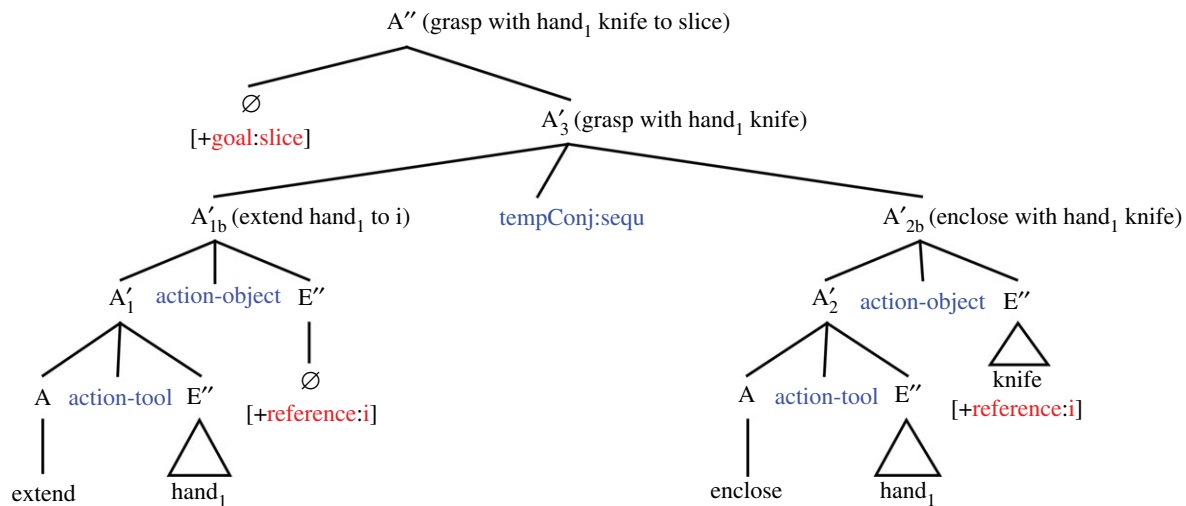 A″ (grasp with hand₁ knife to slice)
∅
[+goal:slice]
A′₃ (grasp with hand₁ knife)
A′₁b (extend hand₁ to i)
tempConj:sequ
A′₂b (enclose with hand₁ knife)
A′₁ action-object E″
A′₂ action-object E″
A action-tool E″
∅
[+reference:i]
A action-tool E″
knife
[+reference:i]
extend
hand₁
enclose
hand₁